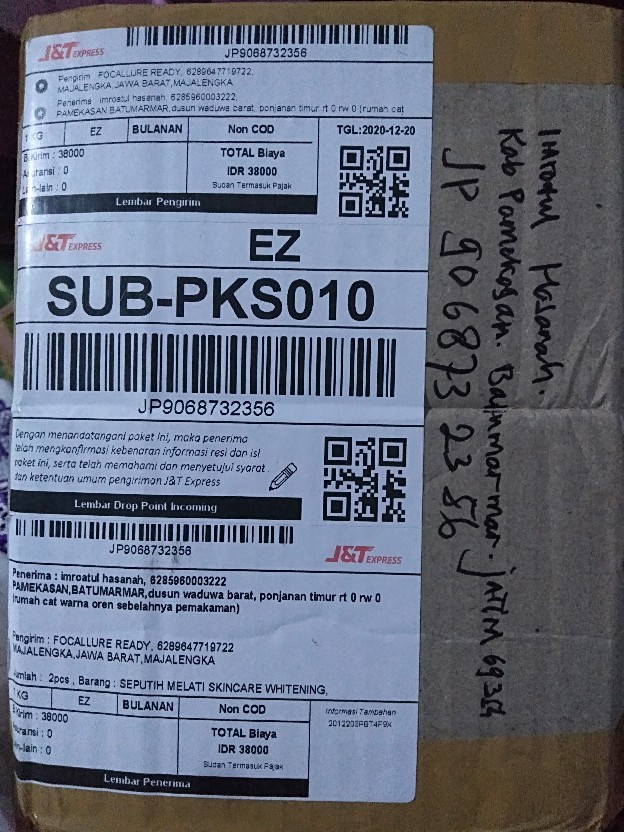 J&T EXPRESS
JP9068732356
Pengirim : FOCALLURE READY, 6289647719722,
MAJALENGKA,JAWA BARAT,MAJALENGKA
Penerima : imroatul hasanah, 6285960003222,
PAMEKASAN BATUMARMAR, dusun waduwa barat, ponjanan timur rt 0 rw 0 (rumah cat
1 KG EZ BULANAN Non COD TGL:2020-12-20
B.Kirim : 38000 TOTAL Biaya
Asuransi : 0 IDR 38000
Lain-lain : 0 Sudah Termasuk Pajak
Lembar Pengirim
J&T EXPRESS EZ
SUB-PKS010
JP9068732356
Dengan menandatangani paket ini, maka penerima
telah mengkonfirmasi kebenaran informasi resi dan isi
paket ini, serta telah memahami dan menyetujui syarat
dan ketentuan umum pengiriman J&T Express
Lembar Drop Point Incoming
JP9068732356
J&T EXPRESS
Penerima : imroatul hasanah, 6285960003222
PAMEKASAN,BATUMARMAR,dusun waduwa barat, ponjanan timur rt 0 rw 0
(rumah cat warna oren sebelahnya pemakaman)
Pengirim : FOCALLURE READY, 6289647719722
MAJALENGKA,JAWA BARAT,MAJALENGKA
Jumlah : 2pcs , Barang : SEPUTIH MELATI SKINCARE WHITENING,
1 KG EZ BULANAN Non COD Informasi Tambahan
B.Kirim : 38000 TOTAL Biaya
Asuransi : 0 IDR 38000
Lain-lain : 0 Sudah Termasuk Pajak
Lembar Penerima
Imroatul Hasanah.
Kab Pamekasan. Batumarmar. JATIM 69354
JP 906873 2356